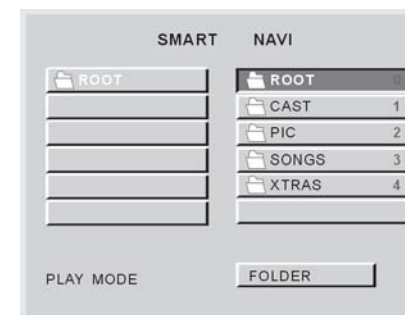 SMART NAVI
ROOT ROOT 0
CAST 1
PIC 2
SONGS 3
XTRAS 4
PLAY MODE FOLDER